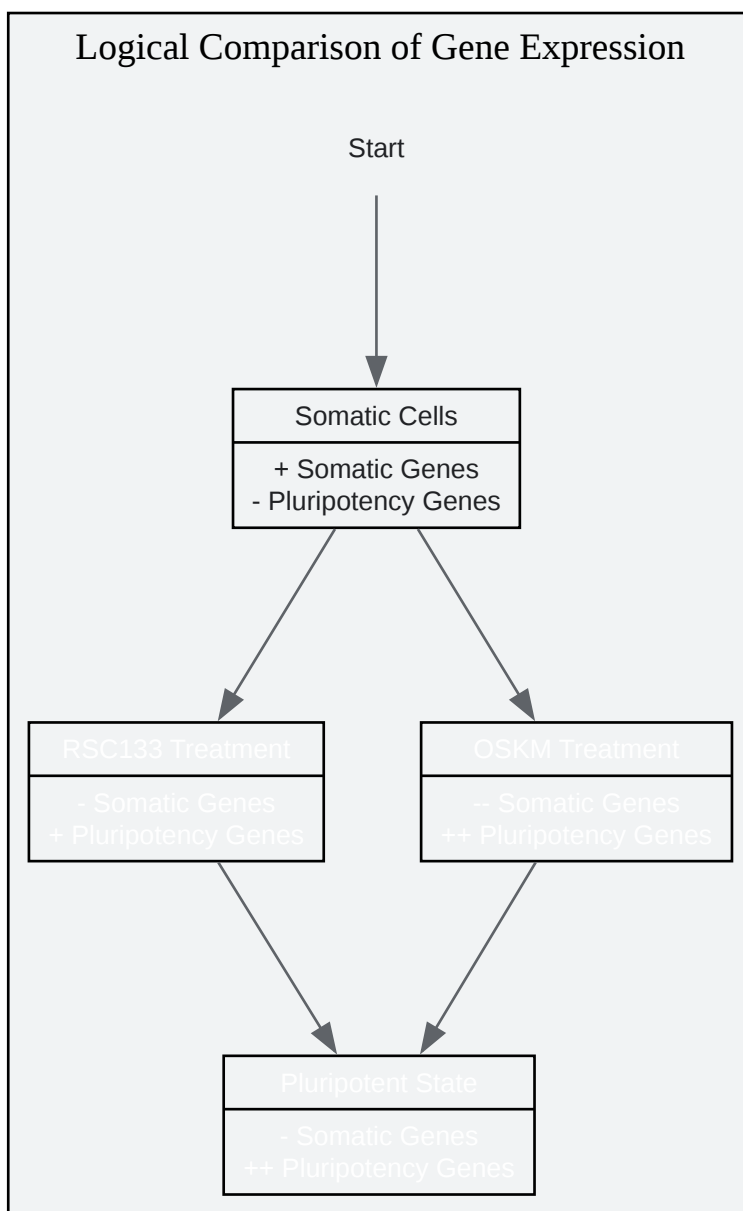 Logical Comparison of Gene Expression
Start
Somatic Cells
+ Somatic Genes
- Pluripotency Genes
RSC133 Treatment
- Somatic Genes
+ Pluripotency Genes
OSKM Treatment
-- Somatic Genes
++ Pluripotency Genes
Pluripotent State
- Somatic Genes
++ Pluripotency Genes